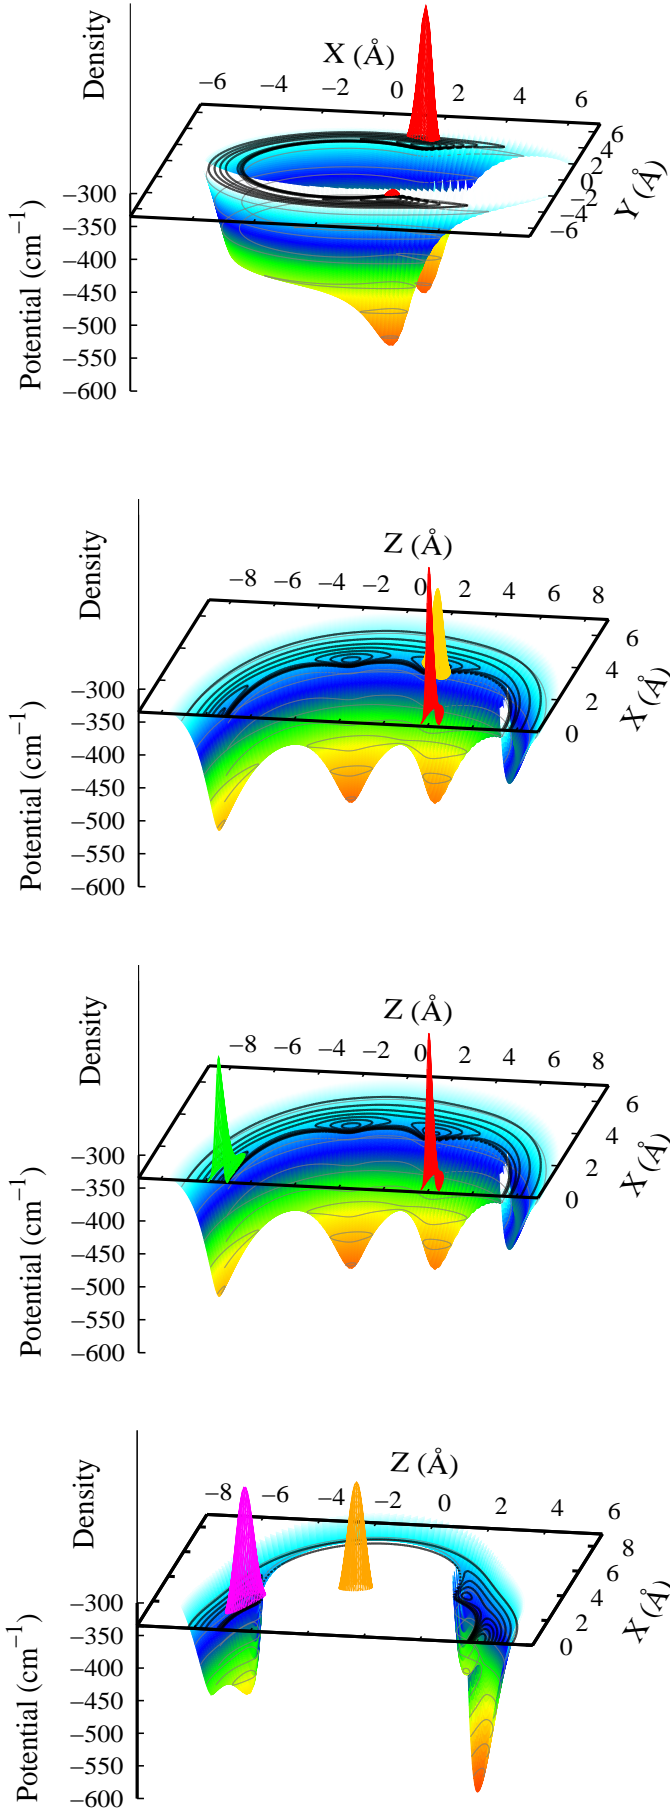 X (Å)
−6 −4 −2 0 2 4 6
Density
6
4
2
0
−2
−4
−6
Y (Å)
−300
−350
−400
−450
−500
−550
−600
Potential (cm−1)
Z (Å)
−8 −6 −4 −2 0 2 4 6 8
Density
6
4
2
0
X (Å)
−300
−350
−400
−450
−500
−550
−600
Potential (cm−1)
Z (Å)
−8 −6 −4 −2 0 2 4 6 8
Density
6
4
2
0
X (Å)
−300
−350
−400
−450
−500
−550
−600
Potential (cm−1)
Z (Å)
−8 −6 −4 −2 0 2 4 6
Density
8
6
4
2
0
X (Å)
−300
−350
−400
−450
−500
−550
−600
Potential (cm−1)